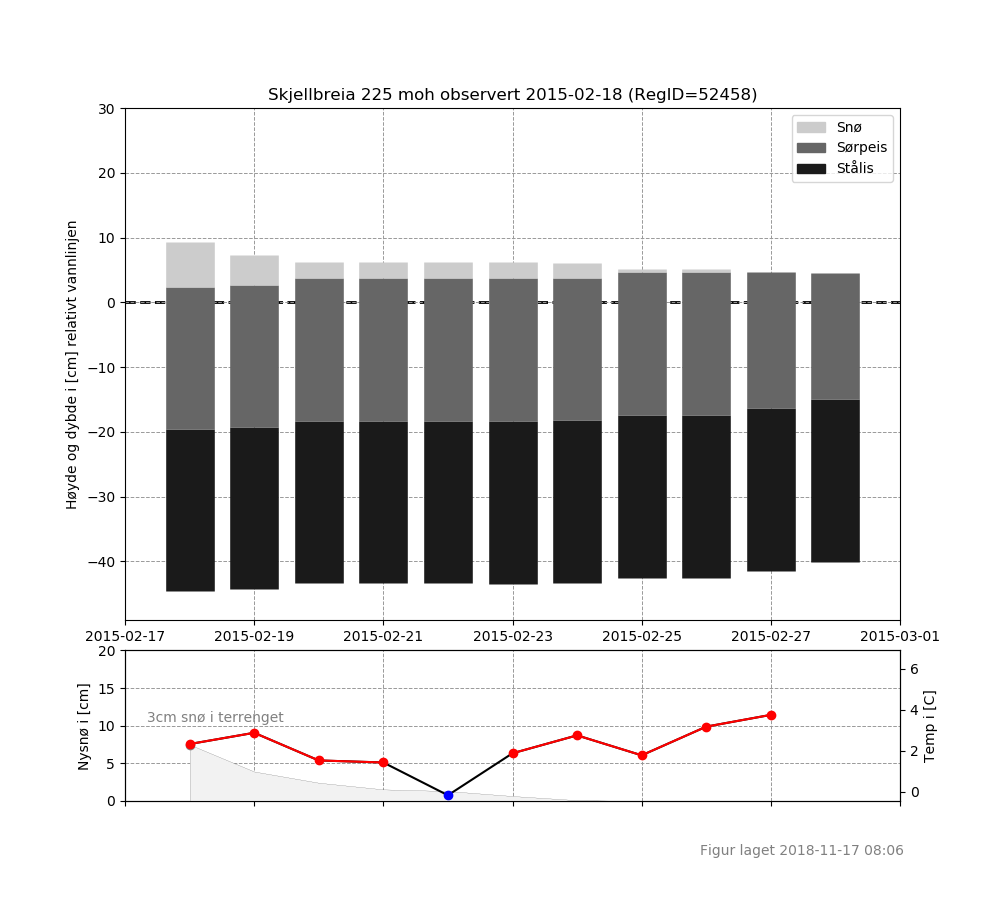 Skjellbreia 225 moh observert 2015-02-18 (RegID=52458)
Høyde og dybde i [cm] relativt vannlinjen
30
20
10
0
−10
−20
−30
−40
Snø
Sørpeis
Stålis
2015-02-17 2015-02-19 2015-02-21 2015-02-23 2015-02-25 2015-02-27 2015-03-01
Nysnø i [cm]
20
15
10
5
0
3cm snø i terrenget
6
4
2
0
Temp i [C]
Figur laget 2018-11-17 08:06